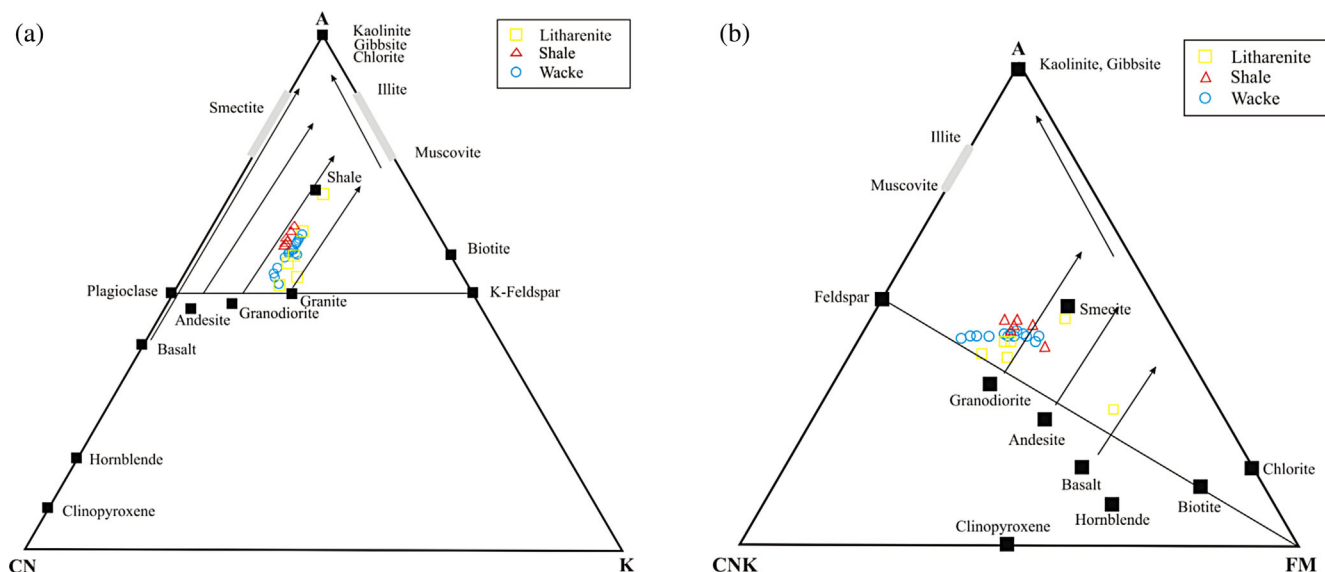 (a)
A
Kaolinite
Gibbsite
Chlorite
Litharenite
Shale
Wacke
Smectite
Illite
Muscovite
Shale
Biotite
Plagioclase
K-Feldspar
Granite
Granodiorite
Andesite
Basalt
Hornblende
Clinopyroxene
CN
K
(b)
A
Kaolinite, Gibbsite
Litharenite
Shale
Wacke
Illite
Muscovite
Feldspar
Smecite
Granodiorite
Andesite
Basalt
Chlorite
Biotite
Hornblende
Clinopyroxene
CNK
FM